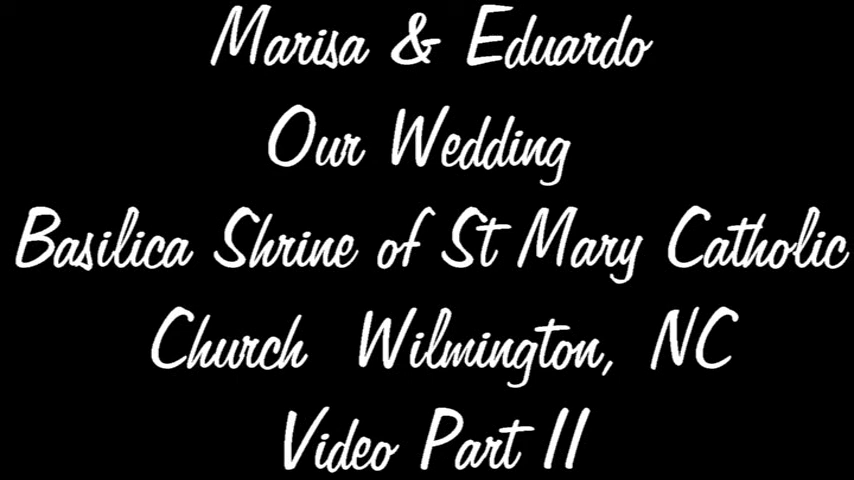 Marisa & Eduardo
Our Wedding
Basilica Shrine of St Mary Catholic
Church Wilmington, NC
Video Part II